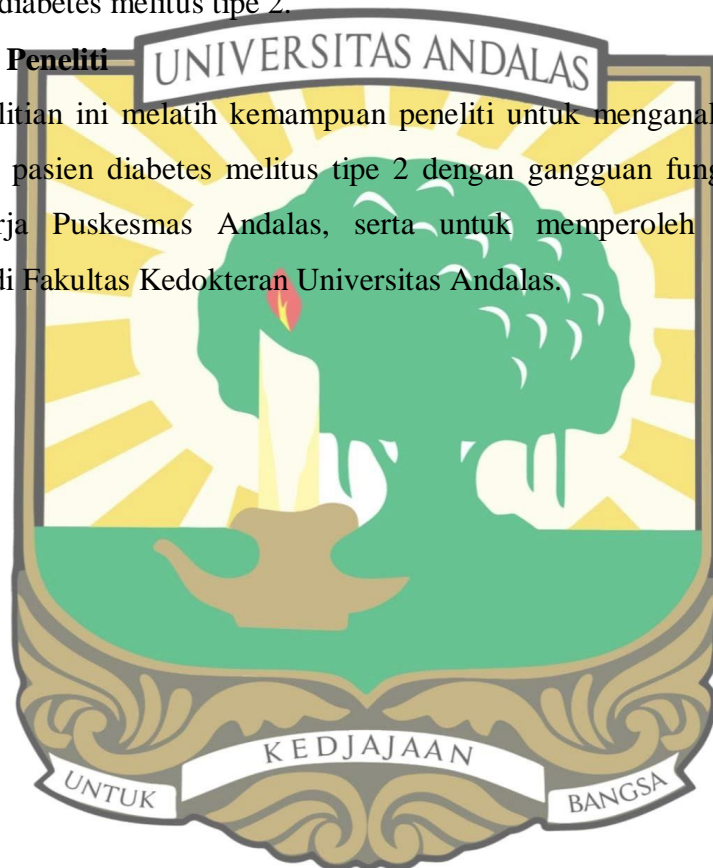 diabetes melitus tipe 2.
Peneliti
UNIVERSITAS ANDALAS
litian ini melatih kemampuan peneliti untuk menganal
pasien diabetes melitus tipe 2 dengan gangguan fung
rja Puskesmas Andalas, serta untuk memperoleh
di Fakultas Kedokteran Universitas Andalas.
KEDJAJAAN
UNTUK
BANGSA